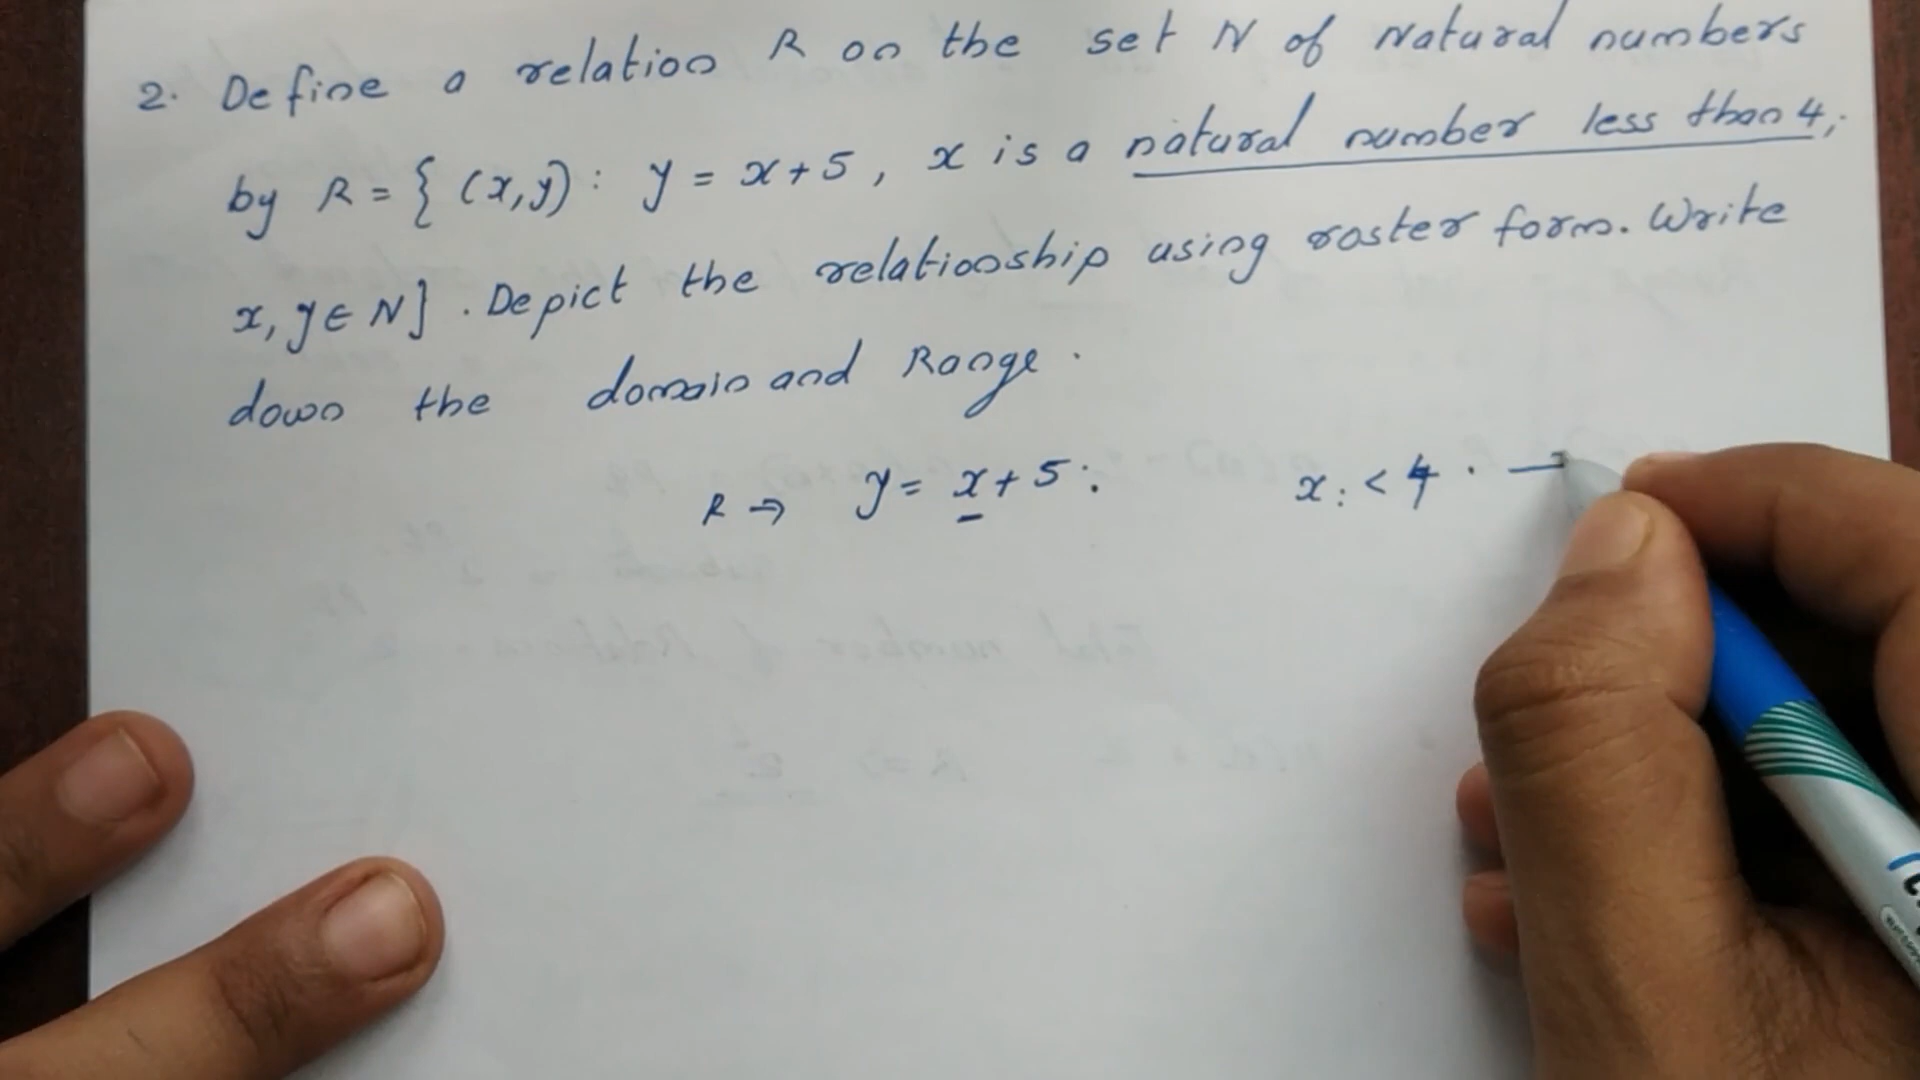 2. Define a relation R on the set N of Natural numbers
by R = { (x,y) : y = x+5, x is a natural number less than 4;
x, y ∈ N} . Depict the relationship using roster form. Write
down the domain and Range .
R ⇒ y = x+5 : x : < 4 .